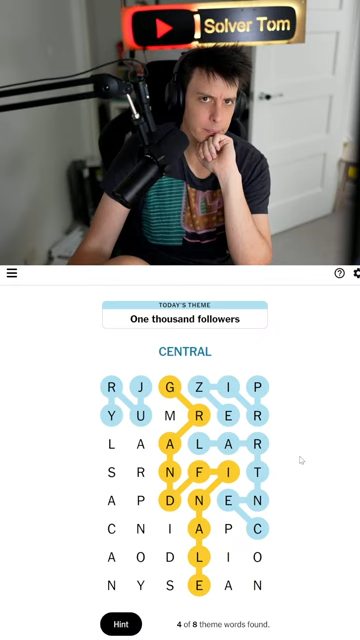 Solver Tom
TODAY'S THEME
One thousand followers
CENTRAL
R J G Z I P
Y U M R E R
L A A L A R
S R N F I T
A P D N E N
C N I A P C
A O D L I O
N Y S E A N
Hint
4 of 8 theme words found.